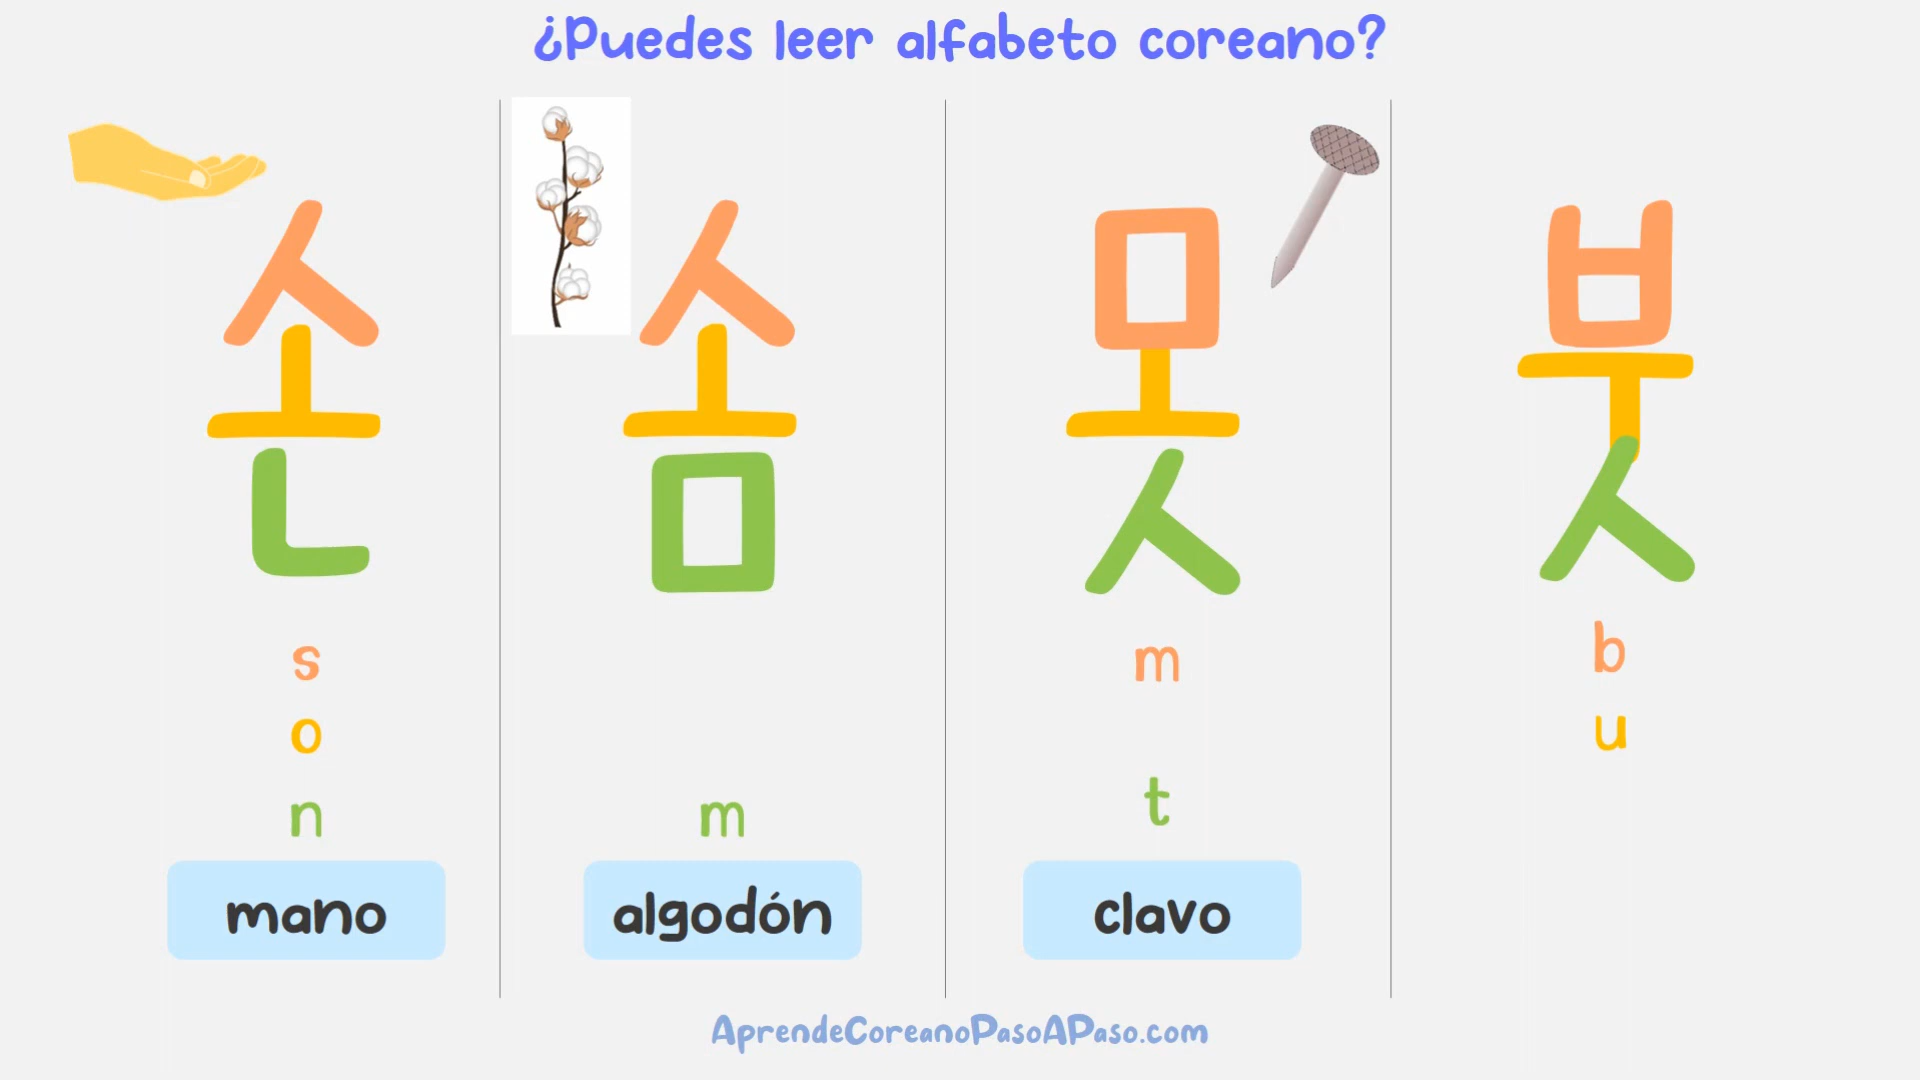 ¿Puedes leer alfabeto coreano?
손
s
o
n
mano
솜
m
algodón
못
m
t
clavo
붓
b
u
AprendeCoreanoPasoAPaso.com